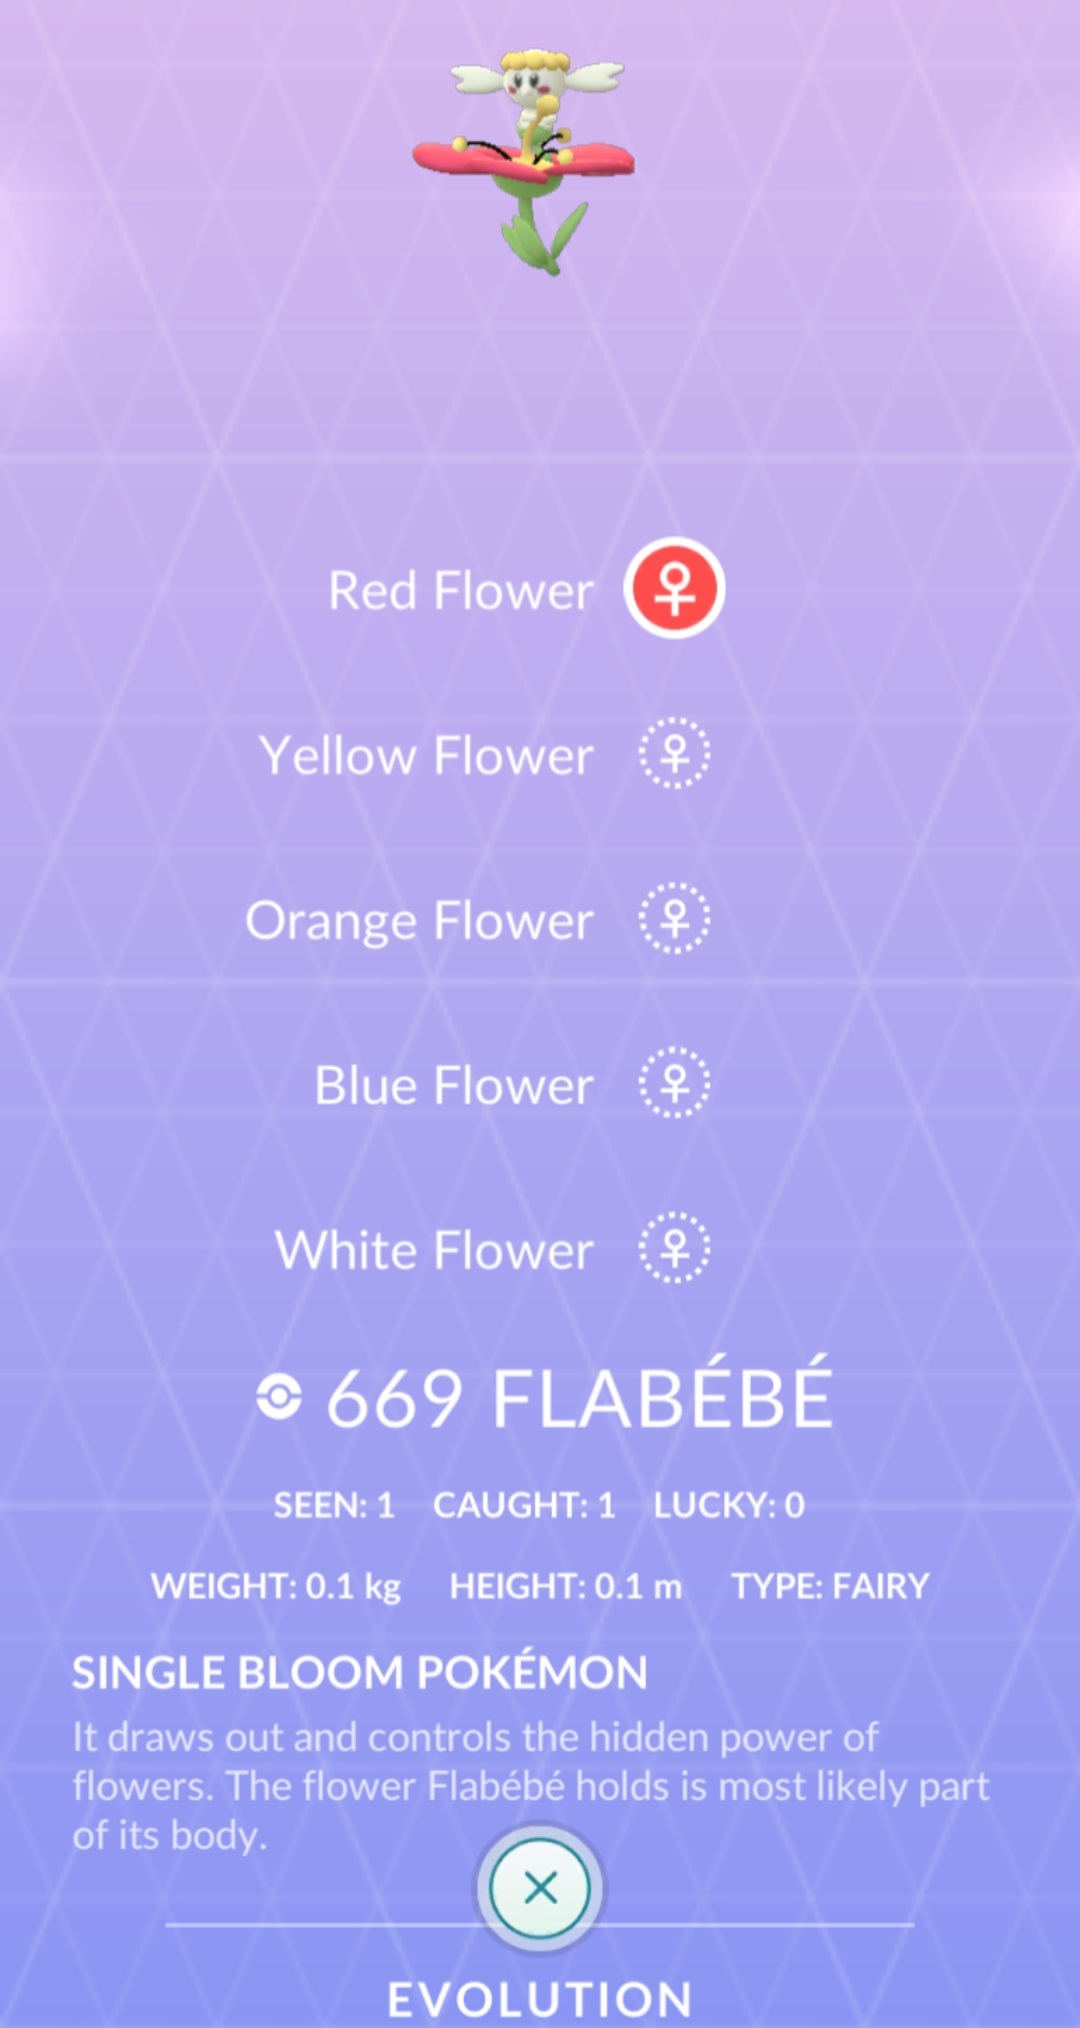 Red Flower
Yellow Flower
Orange Flower
Blue Flower
White Flower
669 FLABÉBÉ
SEEN: 1 CAUGHT: 1 LUCKY: 0
WEIGHT: 0.1 kg HEIGHT: 0.1 m TYPE: FAIRY
SINGLE BLOOM POKÉMON
It draws out and controls the hidden power of
flowers. The flower Flabébé holds is most likely part
of its body.
EVOLUTION